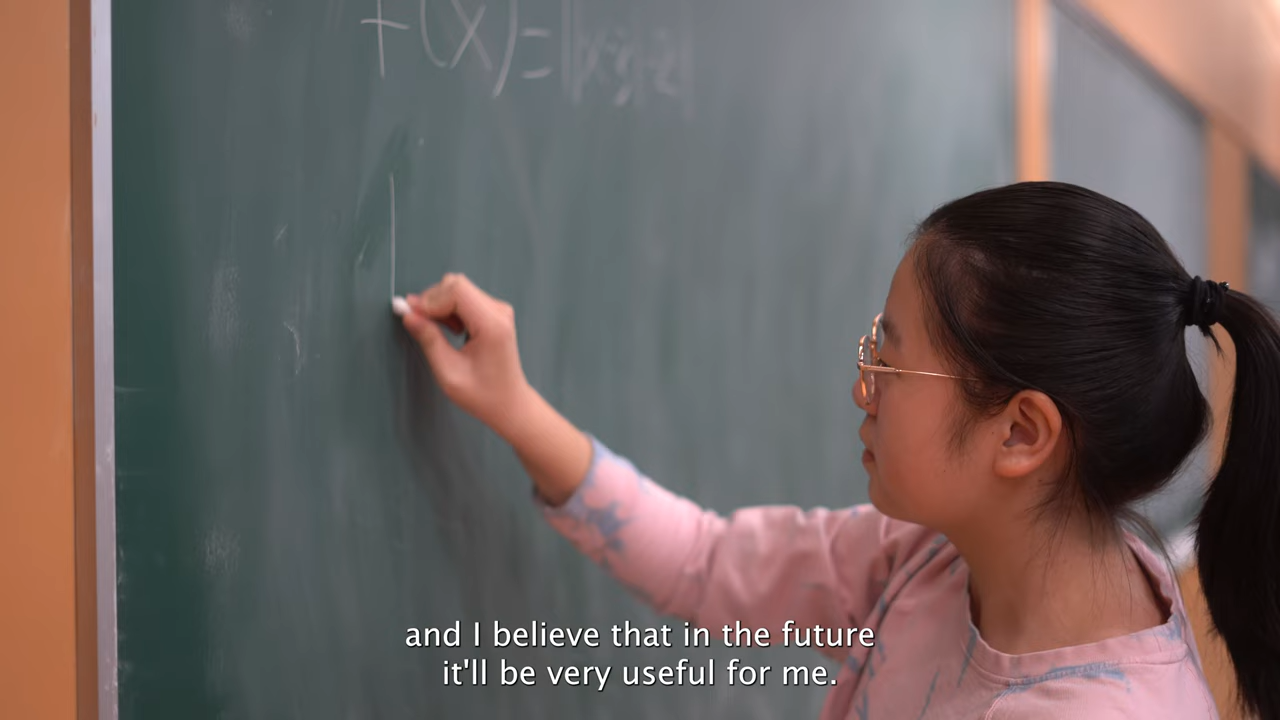 f(x)=
and I believe that in the future
it'll be very useful for me.